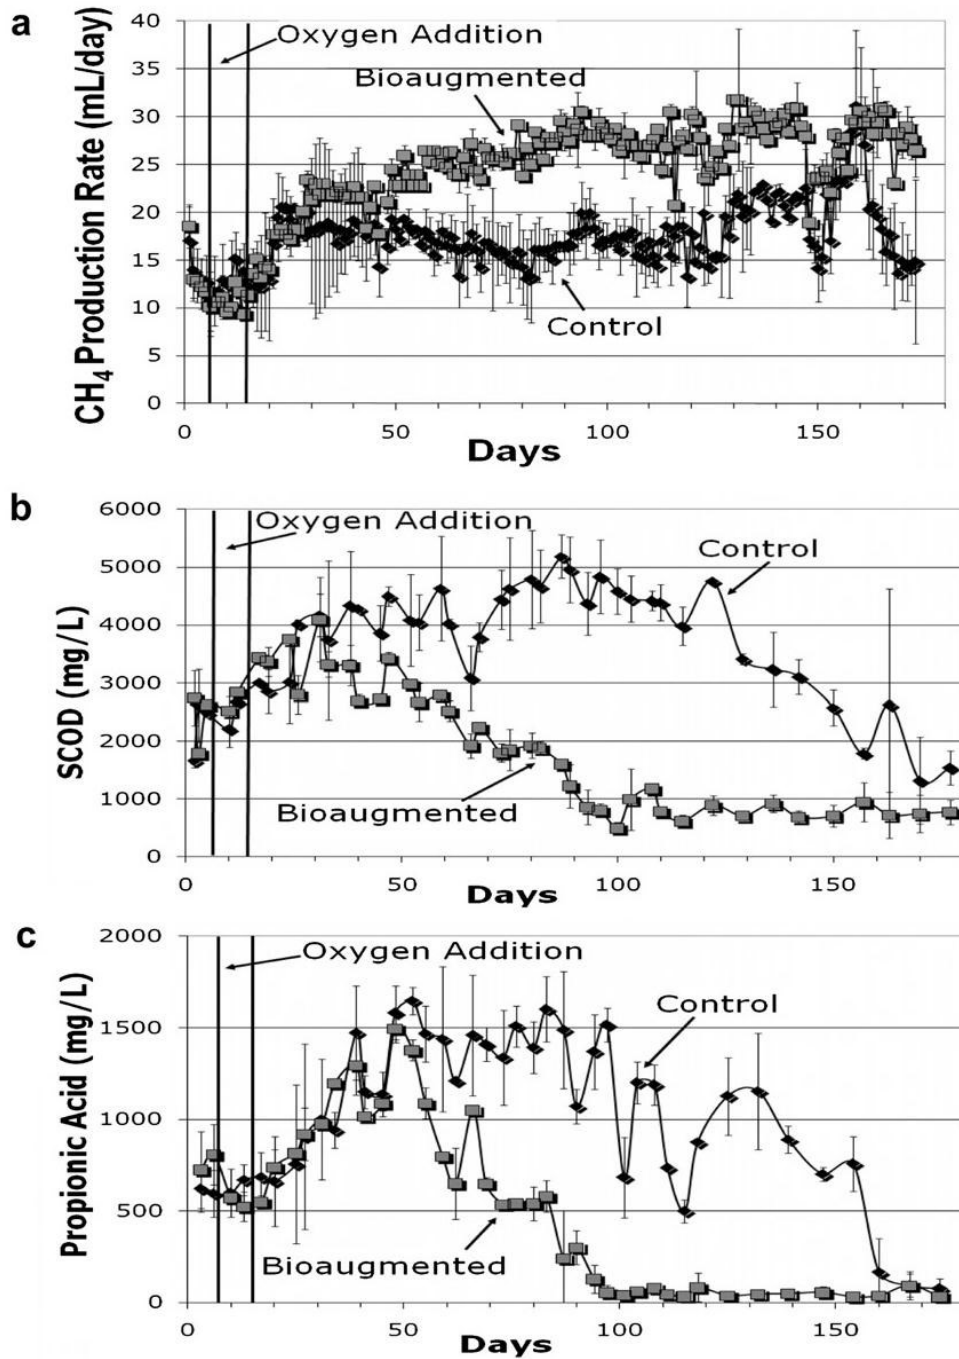 a
CH4 Production Rate (mL/day)
40
35
30
25
20
15
10
5
0
Oxygen Addition
Bioaugmented
Control
0 50 100 150
Days
b
SCOD (mg/L)
6000
5000
4000
3000
2000
1000
0
Oxygen Addition
Control
Bioaugmented
0 50 100 150
Days
c
Propionic Acid (mg/L)
2000
1500
1000
500
0
Oxygen Addition
Control
Bioaugmented
0 50 100 150
Days